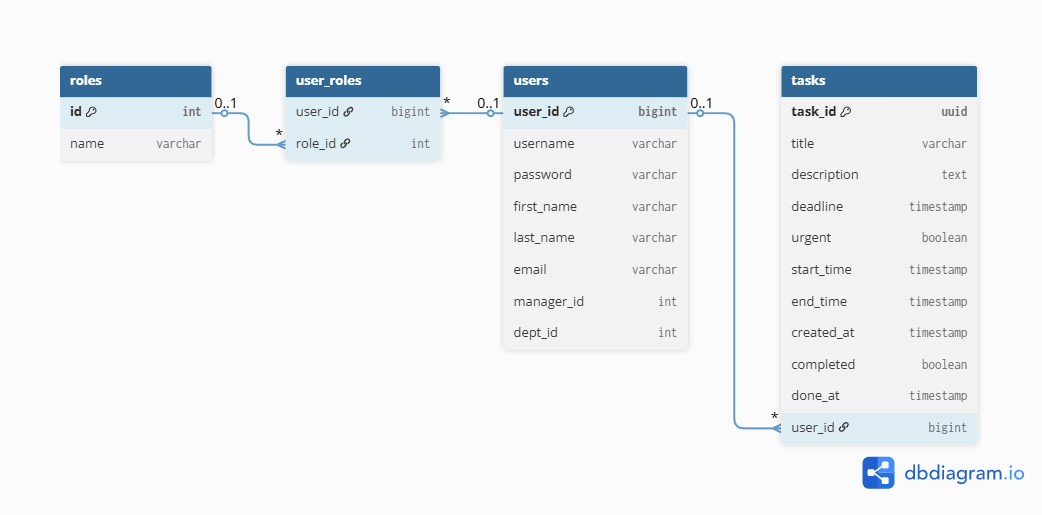 roles
id int
name varchar
0..1
*
user_roles
user_id bigint
role_id int
*
0..1
users
user_id bigint
username varchar
password varchar
first_name varchar
last_name varchar
email varchar
manager_id int
dept_id int
0..1
*
tasks
task_id uuid
title varchar
description text
deadline timestamp
urgent boolean
start_time timestamp
end_time timestamp
created_at timestamp
completed boolean
done_at timestamp
user_id bigint
dbdiagram.io